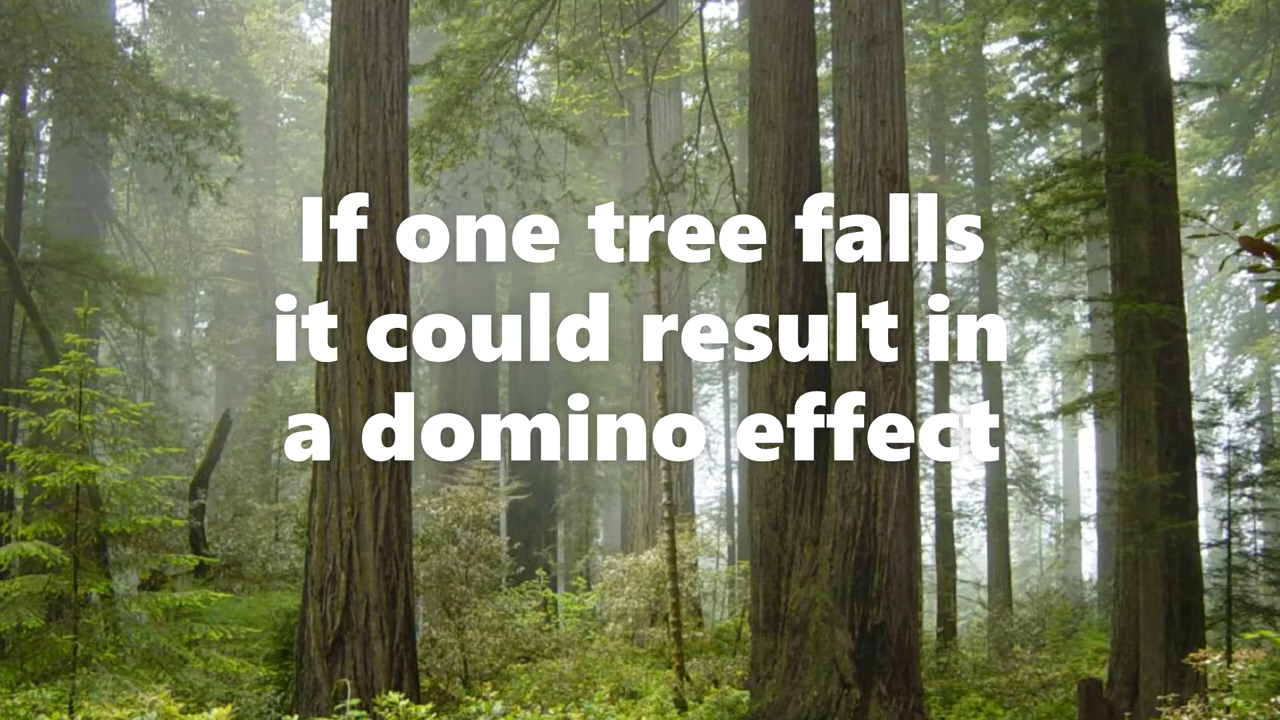 If one tree falls
it could result in
a domino effect